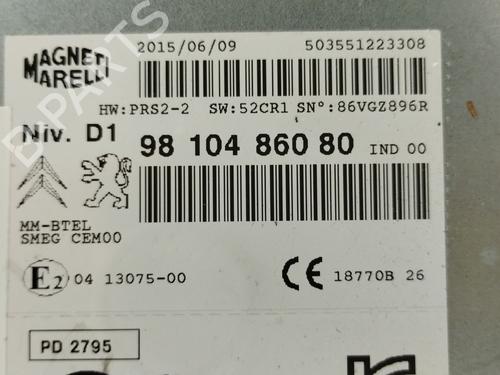 MAGNETI
MARELLI
2015/06/09
503551223308
HW:PRS2-2 SW:52CR1 SN°:86VGZ896R
Niv. D1
98 104 860 80 IND 00
MM-BTEL
SMEG CEM00
E2 04 13075-00
CE 18770B 26
PD 2795